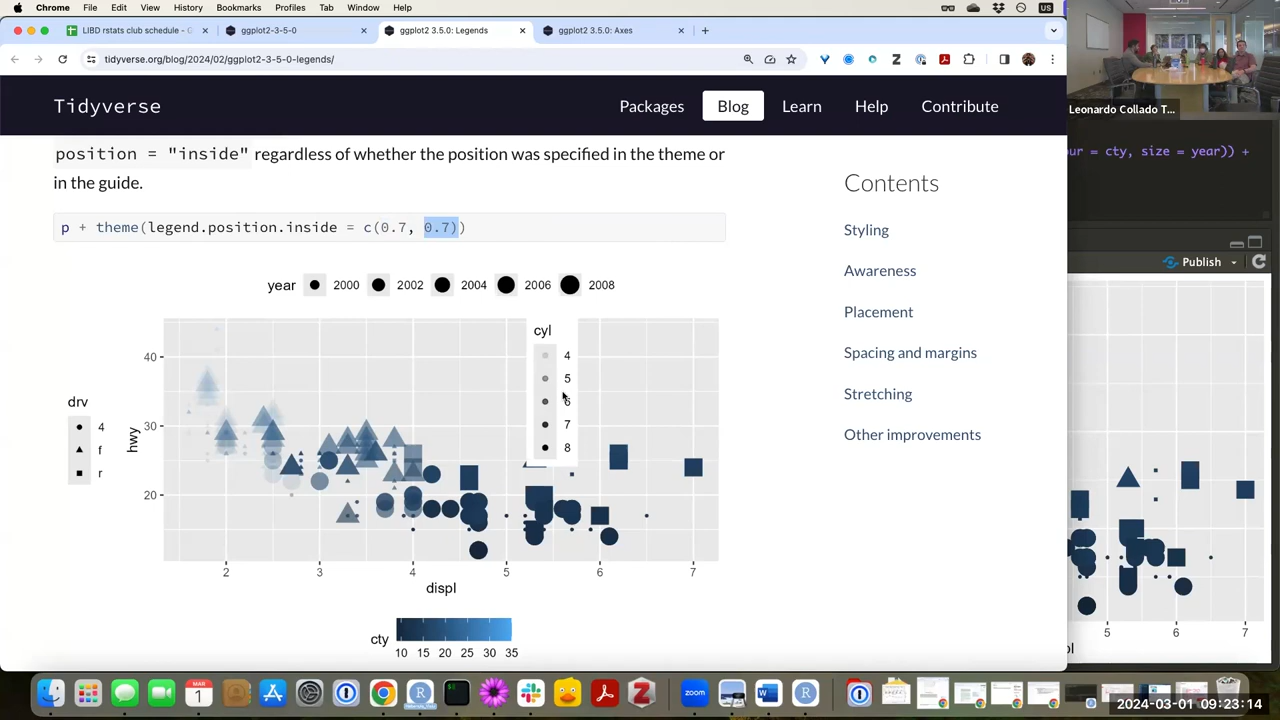 Chrome File Edit View History Bookmarks Profiles Tab Window Help US
LIBD rstats club schedule - G ggplot2-3-5-0 ggplot2 3.5.0: Legends ggplot2 3.5.0: Axes
tidyverse.org/blog/2024/02/ggplot2-3-5-0-legends/
Tidyverse Packages Blog Learn Help Contribute
Leonardo Collado T...
position = "inside" regardless of whether the position was specified in the theme or
in the guide.
our = cty, size = year)) +
Contents
p + theme(legend.position.inside = c(0.7, 0.7))
Styling
Awareness
Placement
Spacing and margins
Stretching
Other improvements
Publish
year 2000 2002 2004 2006 2008
cyl
4
5
6
7
8
drv
4
f
r
hwy
40
30
20
2 3 4 5 6 7
displ
cty
10 15 20 25 30 35
5 6 7
pl
MAR
1
zoom
2024-03-01 09:23:14